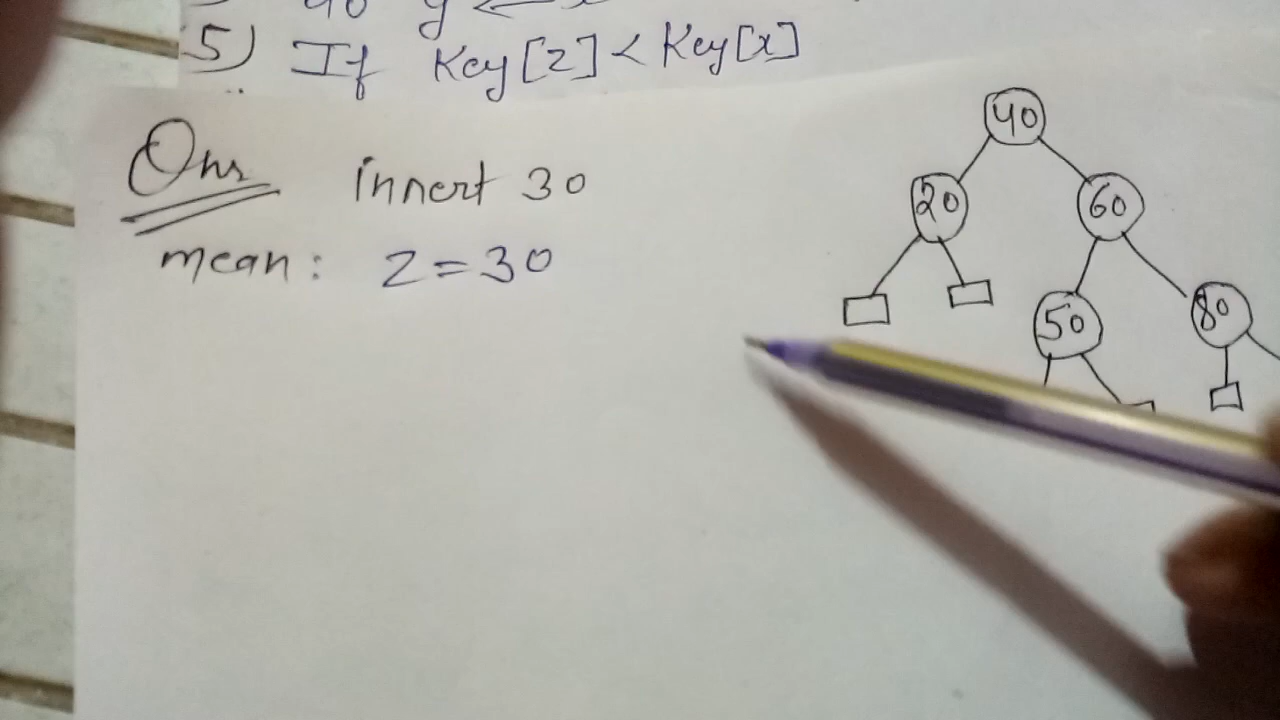 5) If Key[z] < Key[x]
Ons innert 30
mean: z = 30
40
20 60
50 80